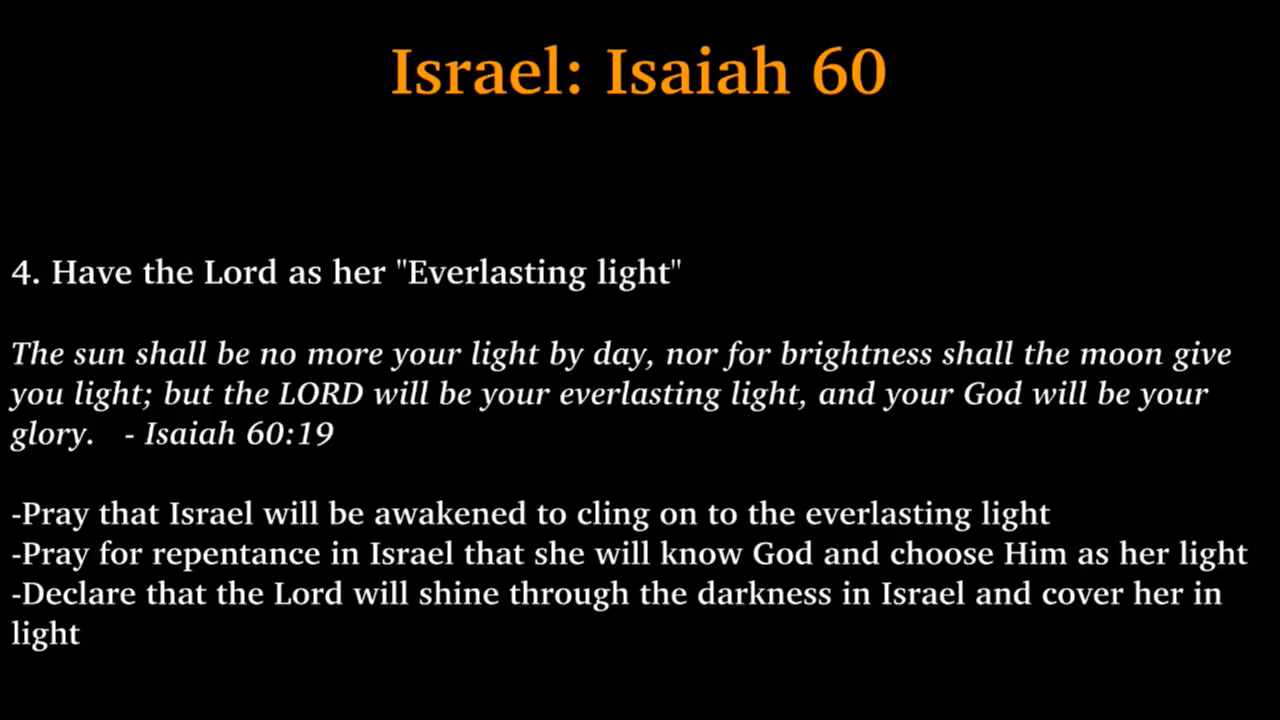 Israel: Isaiah 60
4. Have the Lord as her "Everlasting light"
The sun shall be no more your light by day, nor for brightness shall the moon give
you light; but the LORD will be your everlasting light, and your God will be your
glory.   - Isaiah 60:19
-Pray that Israel will be awakened to cling on to the everlasting light
-Pray for repentance in Israel that she will know God and choose Him as her light
-Declare that the Lord will shine through the darkness in Israel and cover her in
light